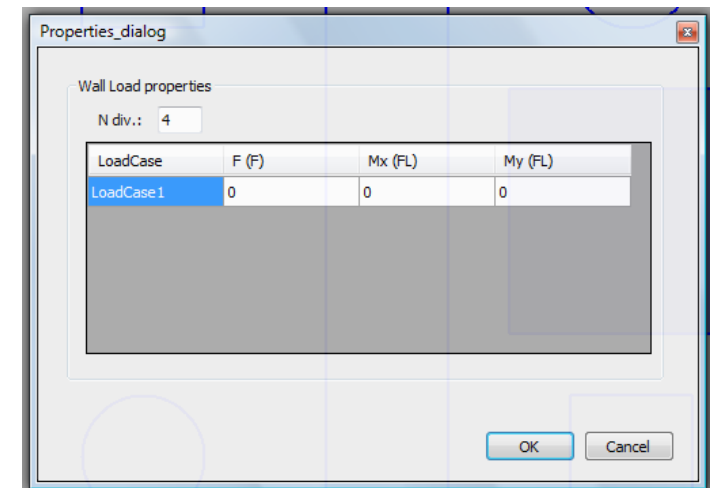 Properties_dialog
Wall Load properties
N div.: 4
LoadCase F (F) Mx (FL) My (FL)
LoadCase1 0 0 0
OK Cancel